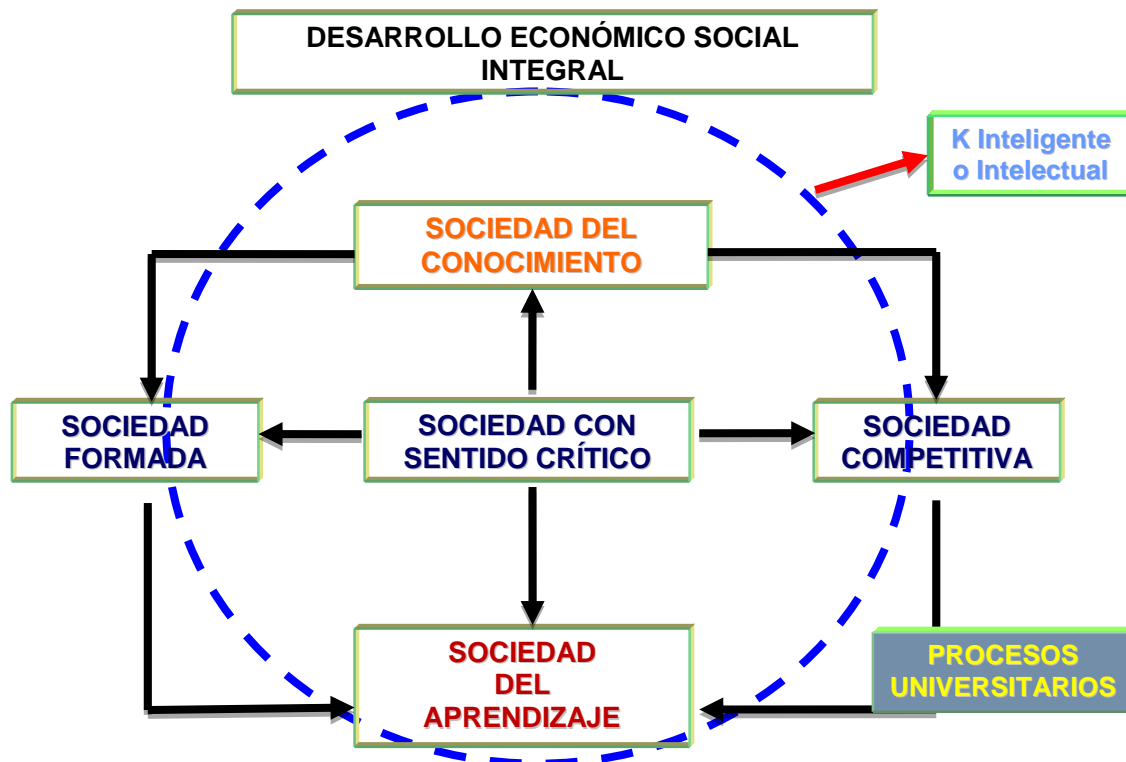 DESARROLLO ECONÓMICO SOCIAL
INTEGRAL
K Inteligente
o Intelectual
SOCIEDAD DEL
CONOCIMIENTO
SOCIEDAD
FORMADA
SOCIEDAD CON
SENTIDO CRÍTICO
SOCIEDAD
COMPETITIVA
SOCIEDAD
DEL
APRENDIZAJE
PROCESOS
UNIVERSITARIOS